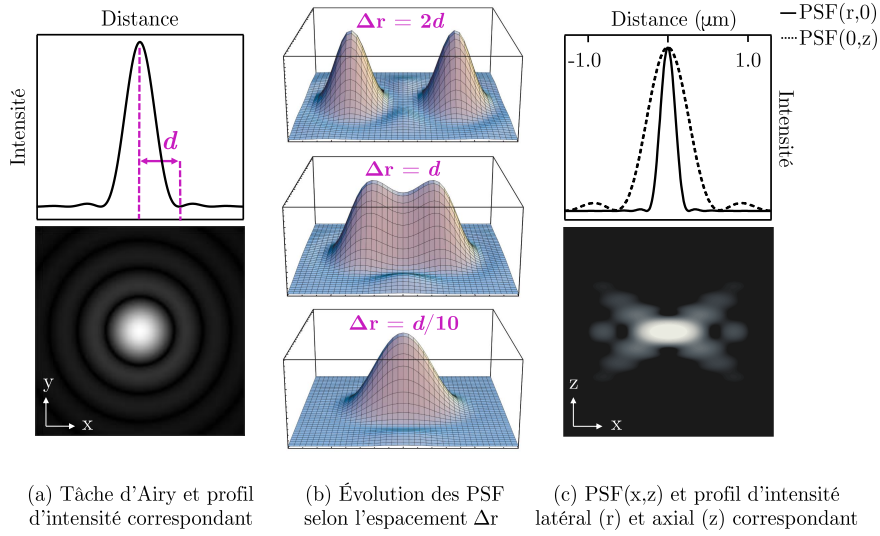 Distance
Intensité
d
y
x
(a) Tâche d'Airy et profil
d'intensité correspondant
Δr = 2d
Δr = d
Δr = d/10
(b) Évolution des PSF
selon l'espacement Δr
Distance (μm)
PSF(r,0)
PSF(0,z)
-1.0
1.0
Intensité
z
x
(c) PSF(x,z) et profil d'intensité
latéral (r) et axial (z) correspondant